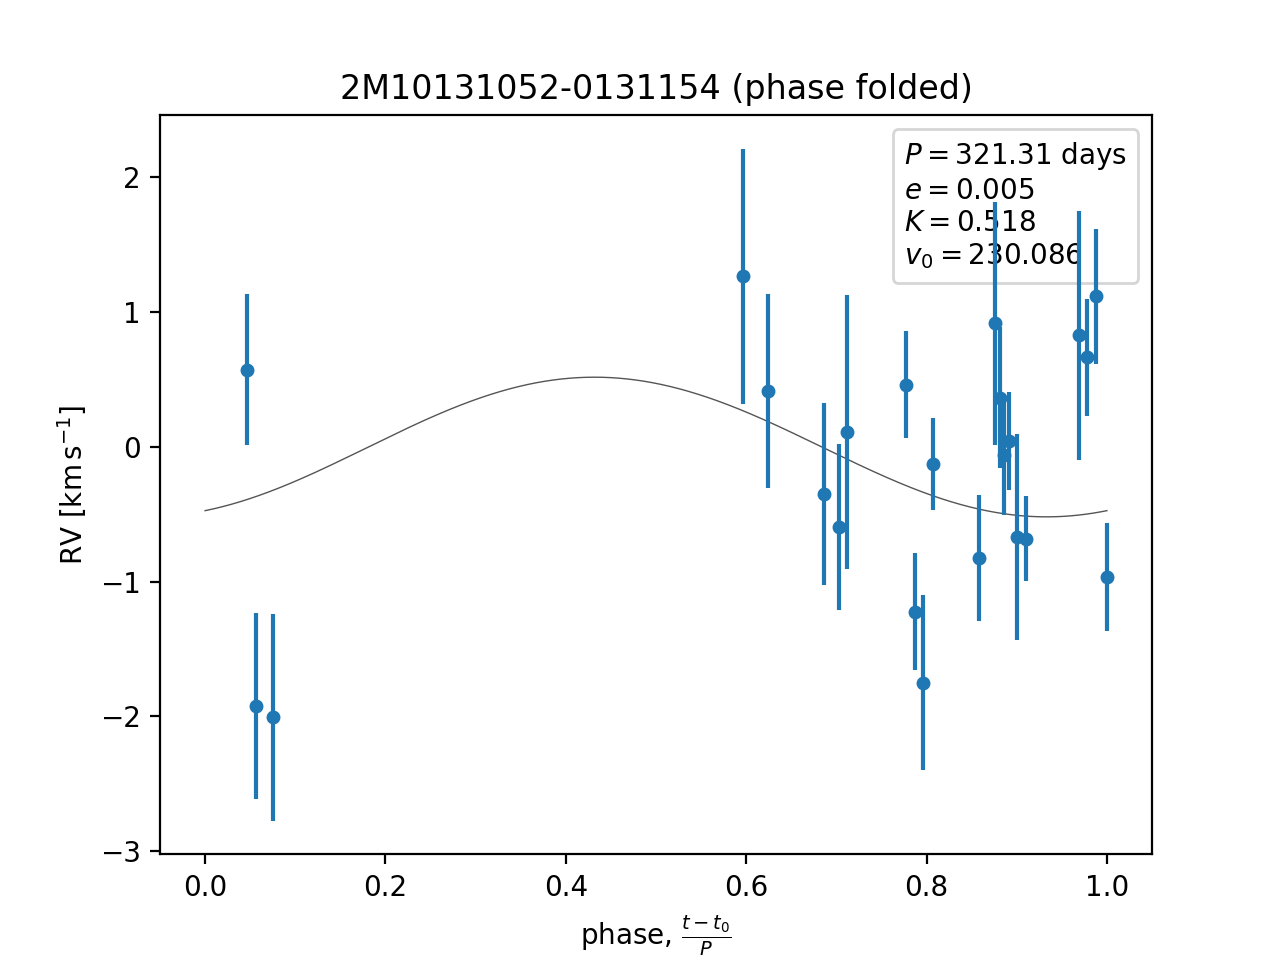 2M10131052-0131154 (phase folded)
P = 321.31 days
e = 0.005
K = 0.518
v₀ = 230.086
RV [km s⁻¹]
2
1
0
−1
−2
−3
0.0 0.2 0.4 0.6 0.8 1.0
phase, (t − t₀)/P